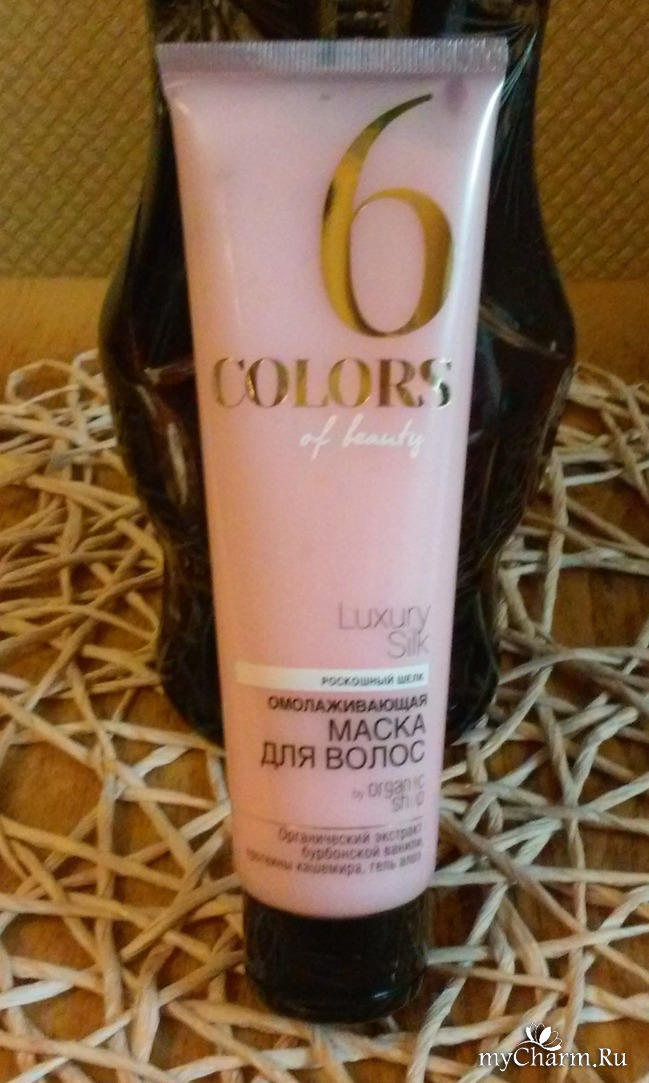 6
COLORS
of beauty
Luxury
Silk
РОСКОШНЫЙ ШЕЛК
ОМОЛАЖИВАЮЩАЯ
МАСКА
ДЛЯ ВОЛОС
by organic
shop
Органический экстракт
бурбонской ванили,
протеины кашемира, гель алоэ
myCharm.Ru